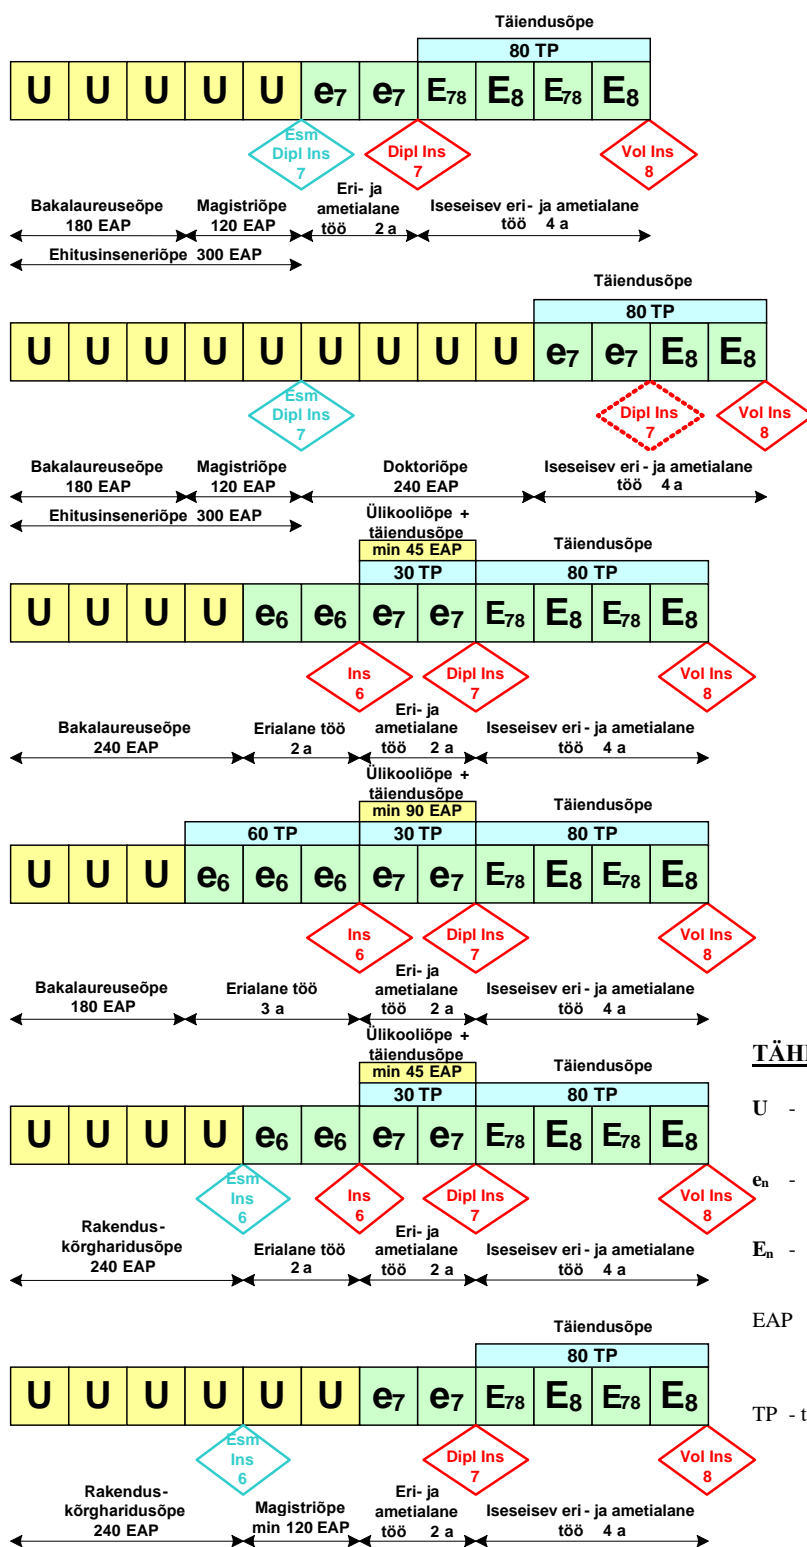 Täiendusõpe
80 TP
U U U U U e7 e7 E78 E8 E78 E8
Esm
Dipl Ins
7
Dipl Ins
7
Vol Ins
8
Bakalaureuseõpe
180 EAP
Magistriõpe
120 EAP
Eri- ja
ametialane
töö 2 a
Iseseisev eri- ja ametialane
töö 4 a
Ehitusinseneriõpe 300 EAP
Täiendusõpe
80 TP
U U U U U U U U U e7 e7 E8 E8
Esm
Dipl Ins
7
Dipl Ins
7
Vol Ins
8
Bakalaureuseõpe
180 EAP
Magistriõpe
120 EAP
Doktoriõpe
240 EAP
Iseseisev eri - ja ametialane
töö 4 a
Ehitusinseneriõpe 300 EAP
Ülikooliõpe +
täiendusõpe
min 45 EAP
30 TP
Täiendusõpe
80 TP
U U U U e6 e6 e7 e7 E78 E8 E78 E8
Ins
6
Dipl Ins
7
Vol Ins
8
Bakalaureuseõpe
240 EAP
Erialane töö
2 a
Eri- ja
ametialane
töö 2 a
Iseseisev eri - ja ametialane
töö 4 a
Ülikooliõpe +
täiendusõpe
min 90 EAP
60 TP
30 TP
Täiendusõpe
80 TP
U U U e6 e6 e6 e7 e7 E78 E8 E78 E8
Ins
6
Dipl Ins
7
Vol Ins
8
Bakalaureuseõpe
180 EAP
Erialane töö
3 a
Eri- ja
ametialane
töö 2 a
Iseseisev eri - ja ametialane
töö 4 a
Ülikooliõpe +
täiendusõpe
min 45 EAP
30 TP
Täiendusõpe
80 TP
U U U U e6 e6 e7 e7 E78 E8 E78 E8
Esm
Ins
6
Ins
6
Dipl Ins
7
Vol Ins
8
Rakendus-
kõrgharidusõpe
240 EAP
Erialane töö
2 a
Eri- ja
ametialane
töö 2 a
Iseseisev eri - ja ametialane
töö 4 a
Täiendusõpe
80 TP
U U U U U U e7 e7 E78 E8 E78 E8
Esm
Ins
6
Dipl Ins
7
Vol Ins
8
Rakendus-
kõrgharidusõpe
240 EAP
Magistriõpe
min 120 EAP
Eri- ja
ametialane
töö 2 a
Iseseisev eri - ja ametialane
töö 4 a
U -
en -
En -
EAP
TP - t